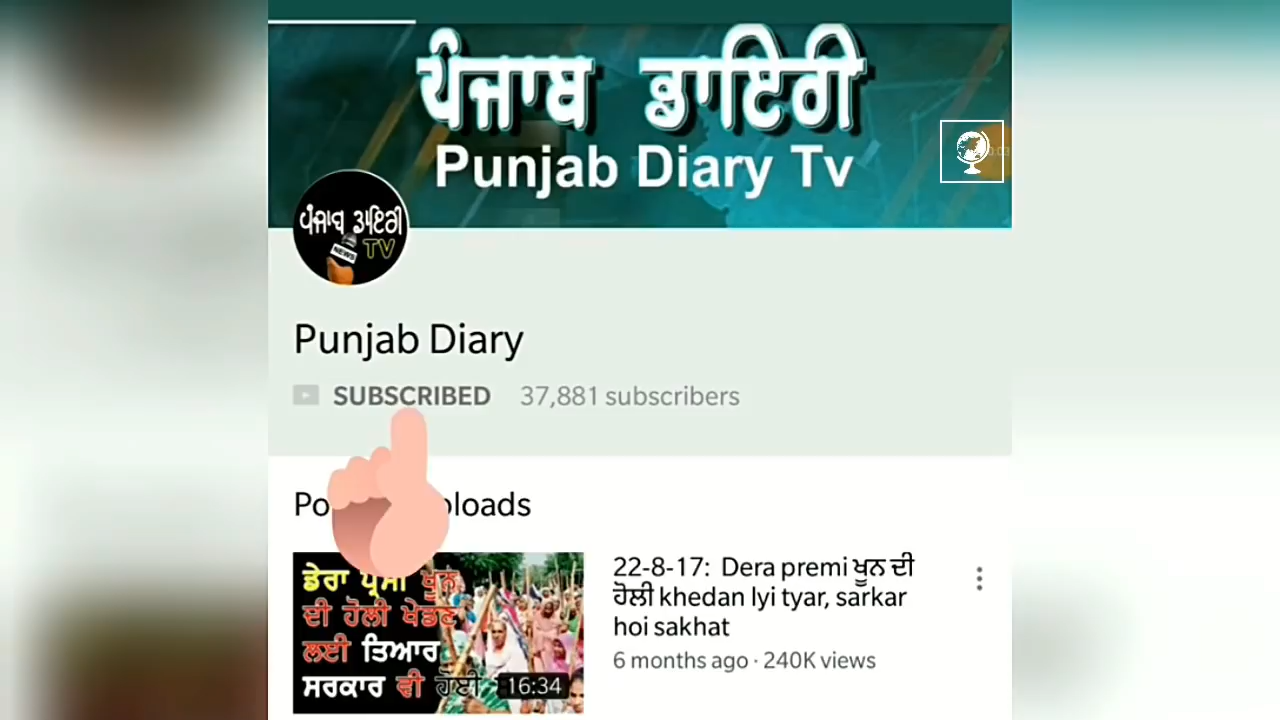 ਪੰਜਾਬ ਡਾਇਰੀ
Punjab Diary Tv
ਪੰਜਾਬ ਡਾਇਰੀ
NEWS TV
Punjab Diary
SUBSCRIBED 37,881 subscribers
22-8-17: Dera premi ਖੂਨ ਦੀ
ਹੋਲੀ khedan lyi tyar, sarkar
hoi sakhat
6 months ago · 240K views
ਡੇਰਾ ਪ੍ਰੇਮੀ ਖੂਨ
ਦੀ ਹੋਲੀ ਖੇਡਣ
ਲਈ ਤਿਆਰ
ਸਰਕਾਰ ਵੀ ਹੋਈ
16:34